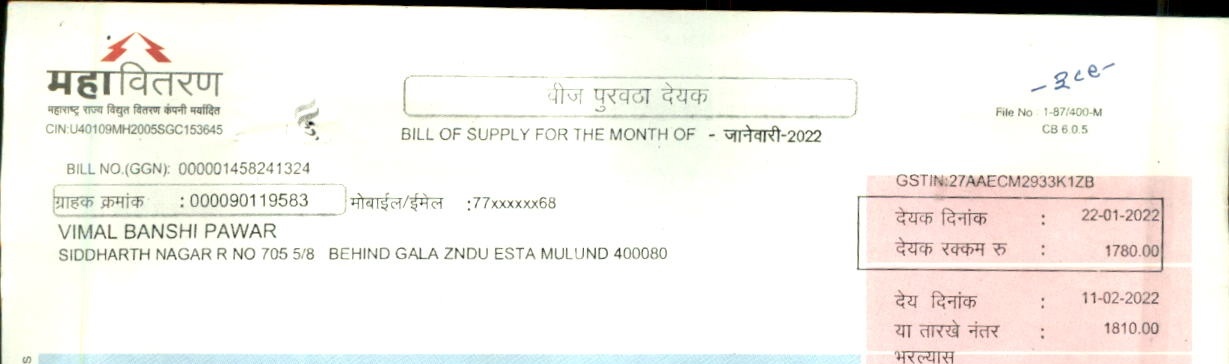 महावितरण
महाराष्ट्र राज्य विद्युत वितरण कंपनी मर्यादित
CIN:U40109MH2005SGC153645
वीज पुरवठा देयक
BILL OF SUPPLY FOR THE MONTH OF - जानेवारी-2022
File No 1-87/400-M
CB 6.0.5
BILL NO.(GGN): 000001458241324
ग्राहक क्रमांक : 000090119583 मोबाईल/ईमेल :77xxxxxx68
VIMAL BANSHI PAWAR
SIDDHARTH NAGAR R NO 705 5/8 BEHIND GALA ZNDU ESTA MULUND 400080
GSTIN:27AAECM2933K1ZB
देयक दिनांक : 22-01-2022
देयक रक्कम रु : 1780.00
देय दिनांक : 11-02-2022
या तारखे नंतर : 1810.00
भरल्यास